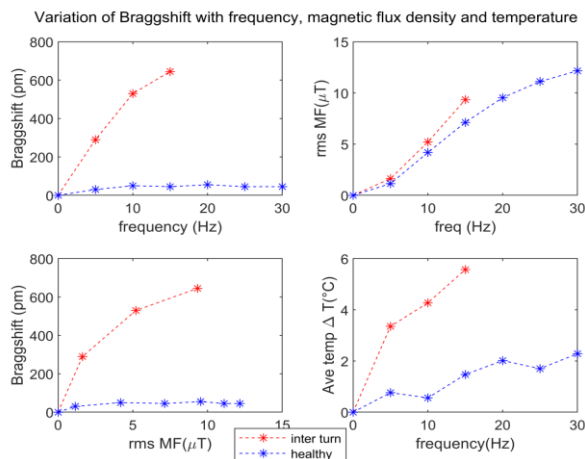 Variation of Braggshift with frequency, magnetic flux density and temperature
Braggshift (pm)
800
600
400
200
0
0 10 20 30
frequency (Hz)
rms MF(μT)
15
10
5
0
0 10 20 30
freq (Hz)
Braggshift (pm)
800
600
400
200
0
0 5 10 15
rms MF(μT)
Ave temp Δ T(°C)
6
4
2
0
0 10 20 30
frequency(Hz)
inter turn
healthy